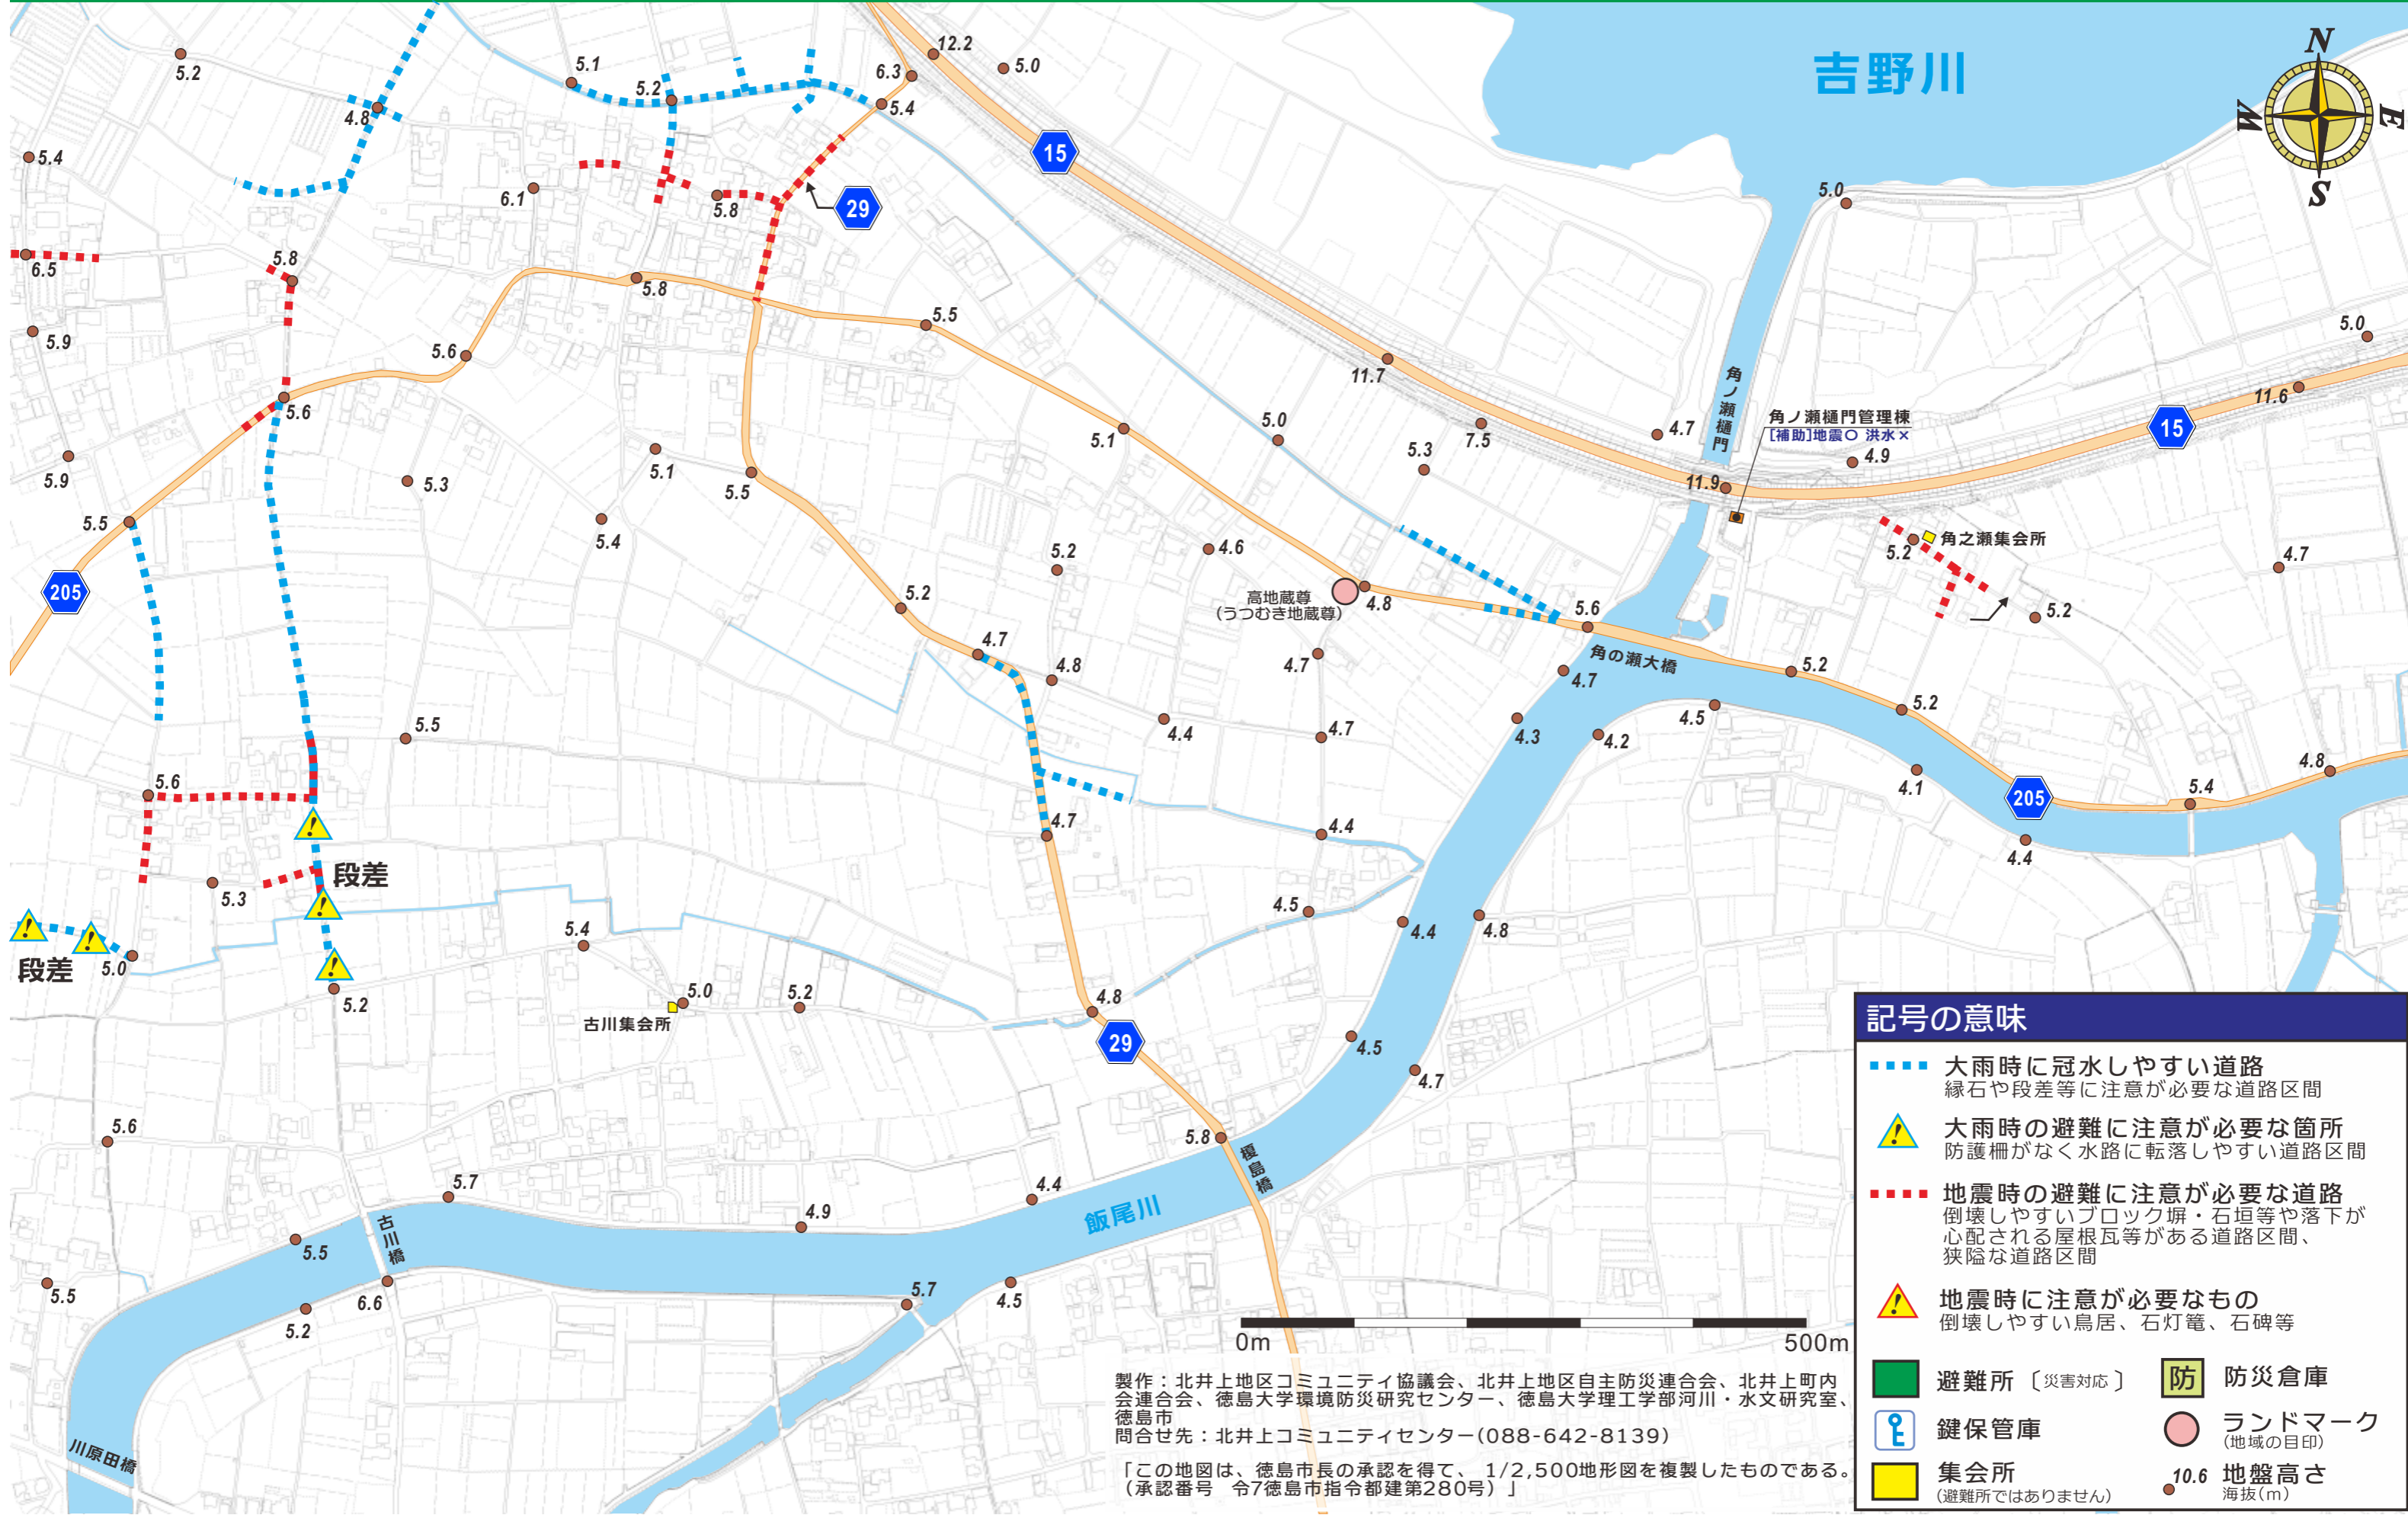 吉野川
N
W
E
S
12.2
5.0
6.3
5.1
5.2
5.2
4.8
5.4
5.4
15
6.1
5.8
29
5.0
6.5
5.8
5.8
5.5
5.9
5.6
11.7
5.0
11.6
角ノ瀬樋門
角ノ瀬樋門管理棟
[補助]地震○ 洪水×
15
5.6
5.1
5.0
5.3
7.5
4.7
4.9
5.9
5.3
5.1
5.5
11.9
5.5
5.4
5.2
4.6
5.2
角之瀬集会所
4.7
205
5.2
高地蔵尊
(うつむき地蔵尊)
4.8
5.6
5.2
4.7
4.8
4.7
角の瀬大橋
4.7
5.2
5.2
5.5
4.4
4.7
4.3
4.2
4.5
4.1
205
4.8
5.4
5.6
4.7
4.4
4.4
段差
5.3
4.5
4.4
4.8
段差
5.0
5.4
5.2
5.0
古川集会所
5.2
4.8
29
4.5
4.7
5.6
5.7
古川橋
5.5
4.9
4.4
飯尾川
5.8
榎島橋
5.5
5.2
6.6
5.7
4.5
川原田橋
0m
500m
製作：北井上地区コミュニティ協議会、北井上地区自主防災連合会、北井上町内
会連合会、徳島大学環境防災研究センター、徳島大学理工学部河川・水文研究室、
徳島市
問合せ先：北井上コミュニティセンター(088-642-8139)
「この地図は、徳島市長の承認を得て、 1/2,500地形図を複製したものである。
（承認番号 令7徳島市指令都建第280号）」
記号の意味
大雨時に冠水しやすい道路
縁石や段差等に注意が必要な道路区間
大雨時の避難に注意が必要な箇所
防護柵がなく水路に転落しやすい道路区間
地震時の避難に注意が必要な道路
倒壊しやすいブロック塀・石垣等や落下が
心配される屋根瓦等がある道路区間、
狭隘な道路区間
地震時に注意が必要なもの
倒壊しやすい鳥居、石灯篭、石碑等
避難所〔災害対応〕
防 防災倉庫
鍵保管庫
ランドマーク
(地域の目印)
集会所
(避難所ではありません)
10.6 地盤高さ
海抜(m)